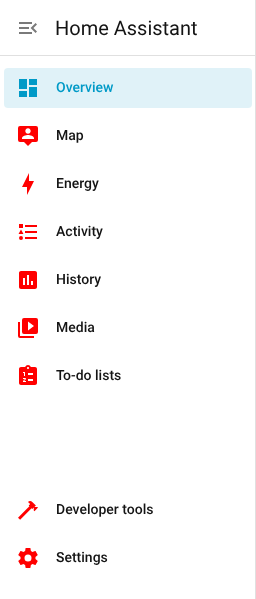 Home Assistant
Overview
Map
Energy
Activity
History
Media
To-do lists
Developer tools
Settings